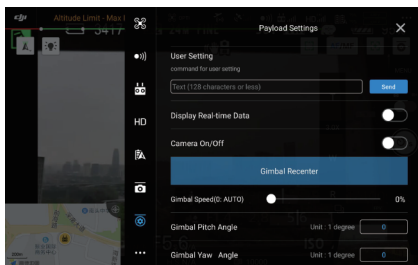 dji
Altitude Limit - Max
Payload Settings
User Setting
command for user setting
Text (128 characters or less)
Send
Display Real-time Data
HD
Camera On/Off
Gimbal Recenter
Gimbal Speed(0: AUTO)
0%
Gimbal Pitch Angle
Unit : 1 degree
0
Gimbal Yaw Angle
Unit : 1 degree
0